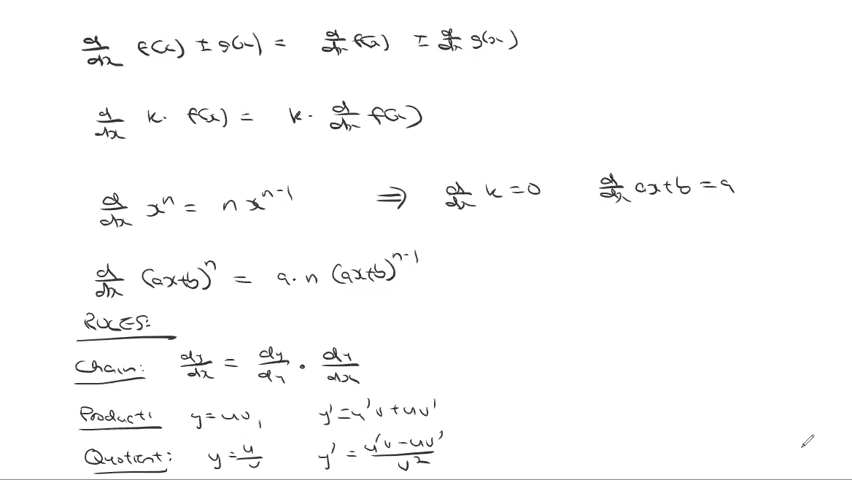 d/dx f(x) ± g(x) = d/dx f(x) ± d/dx g(x)
d/dx k · f(x) = k · d/dx f(x)
d/dx x^n = n x^{n-1} ⇒ d/dx k = 0 d/dx ax+b = a
d/dx (ax+b)^n = a · n (ax+b)^{n-1}
RULES:
Chain: dy/dx = dy/du · du/dx
Product: y = uv, y' = u'v + uv'
Quotient: y = u/v y' = (u'v - uv')/v^2